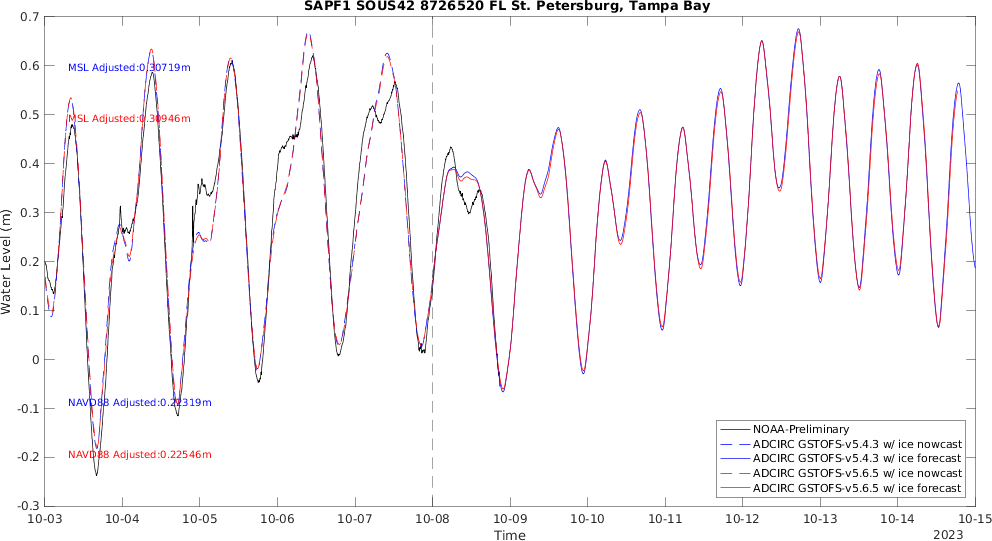 SAPF1 SOUS42 8726520 FL St. Petersburg, Tampa Bay
0.7
0.6
0.5
0.4
0.3
0.2
0.1
0
-0.1
-0.2
-0.3
Water Level (m)
MSL Adjusted:0.30719m
MSL Adjusted:0.30946m
NAVD88 Adjusted:0.22319m
NAVD88 Adjusted:0.22546m
NOAA-Preliminary
ADCIRC GSTOFS-v5.4.3 w/ ice nowcast
ADCIRC GSTOFS-v5.4.3 w/ ice forecast
ADCIRC GSTOFS-v5.6.5 w/ ice nowcast
ADCIRC GSTOFS-v5.6.5 w/ ice forecast
10-03 10-04 10-05 10-06 10-07 10-08 10-09 10-10 10-11 10-12 10-13 10-14 10-15
Time
2023